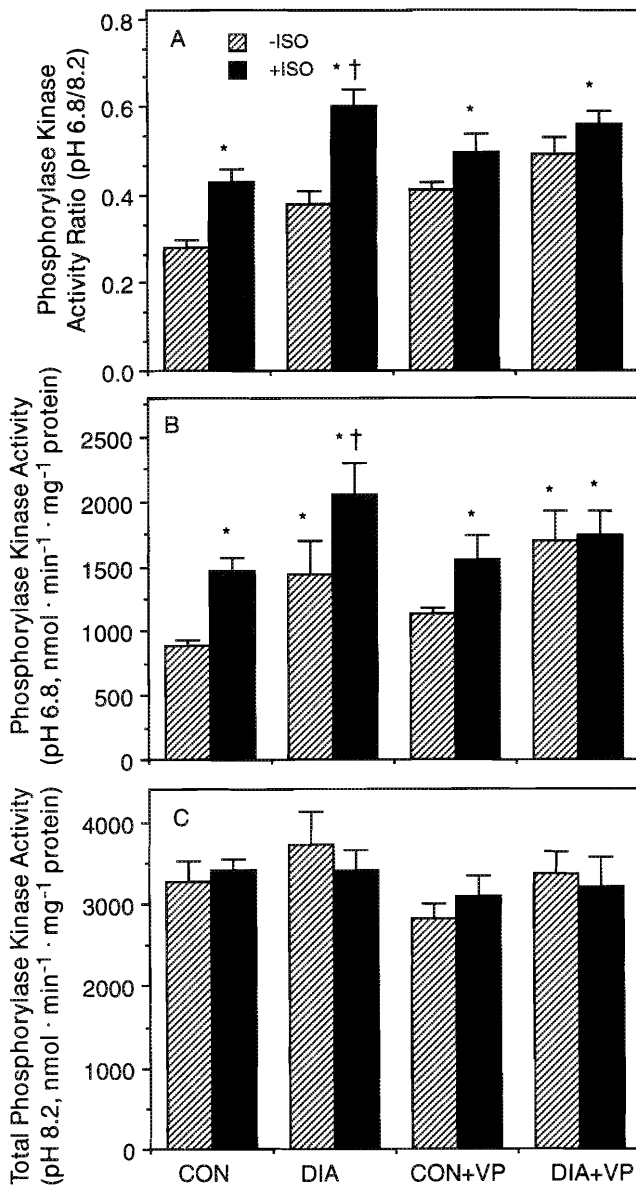 A
-ISO
+ISO
0.8
0.6
0.4
0.2
0.0
Phosphorylase Kinase
Activity Ratio (pH 6.8/8.2)
*
* †
*
*
B
2500
2000
1500
1000
500
0
Phosphorylase Kinase Activity
(pH 6.8, nmol · min⁻¹ · mg⁻¹ protein)
*
*
* †
*
*
*
C
4000
3000
2000
1000
0
Total Phosphorylase Kinase Activity
(pH 8.2, nmol · min⁻¹ · mg⁻¹ protein)
CON
DIA
CON+VP
DIA+VP